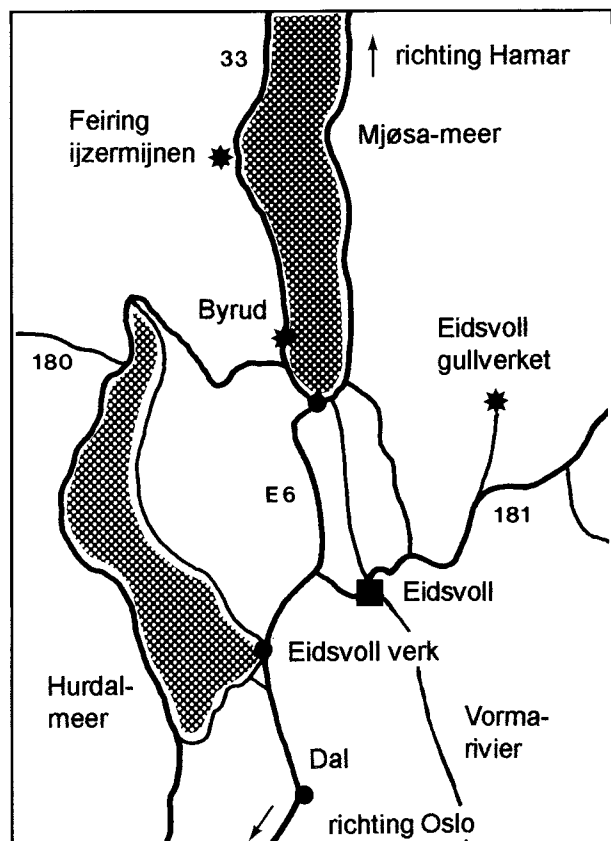 33
richting Hamar
Feiring
ijzermijnen
Mjøsa-meer
Byrud
Eidsvoll
gullverket
180
E6
181
Eidsvoll
Eidsvoll verk
Hurdal-
meer
Vorma-
rivier
Dal
richting Oslo